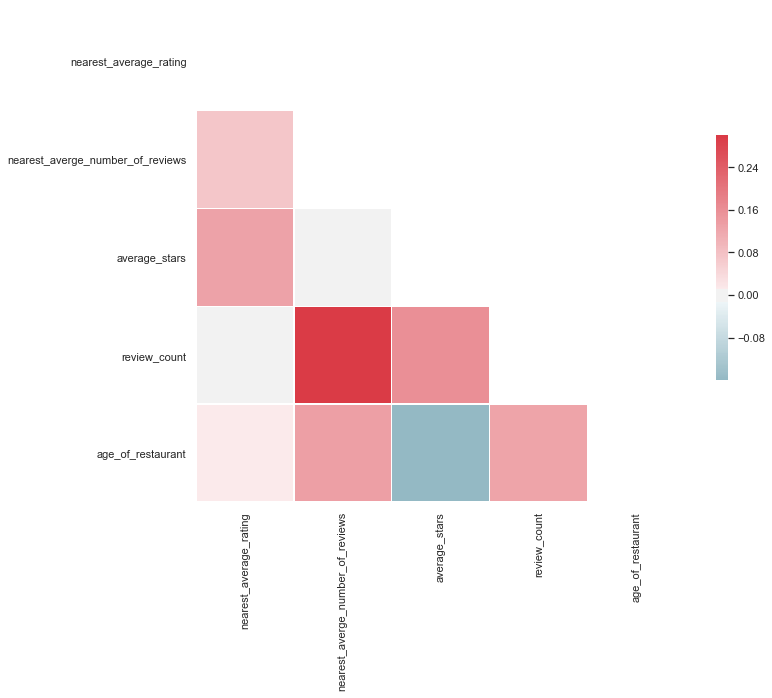 nearest_average_rating
nearest_averge_number_of_reviews
average_stars
review_count
age_of_restaurant
0.24
0.16
0.08
0.00
−0.08
nearest_average_rating
nearest_averge_number_of_reviews
average_stars
review_count
age_of_restaurant